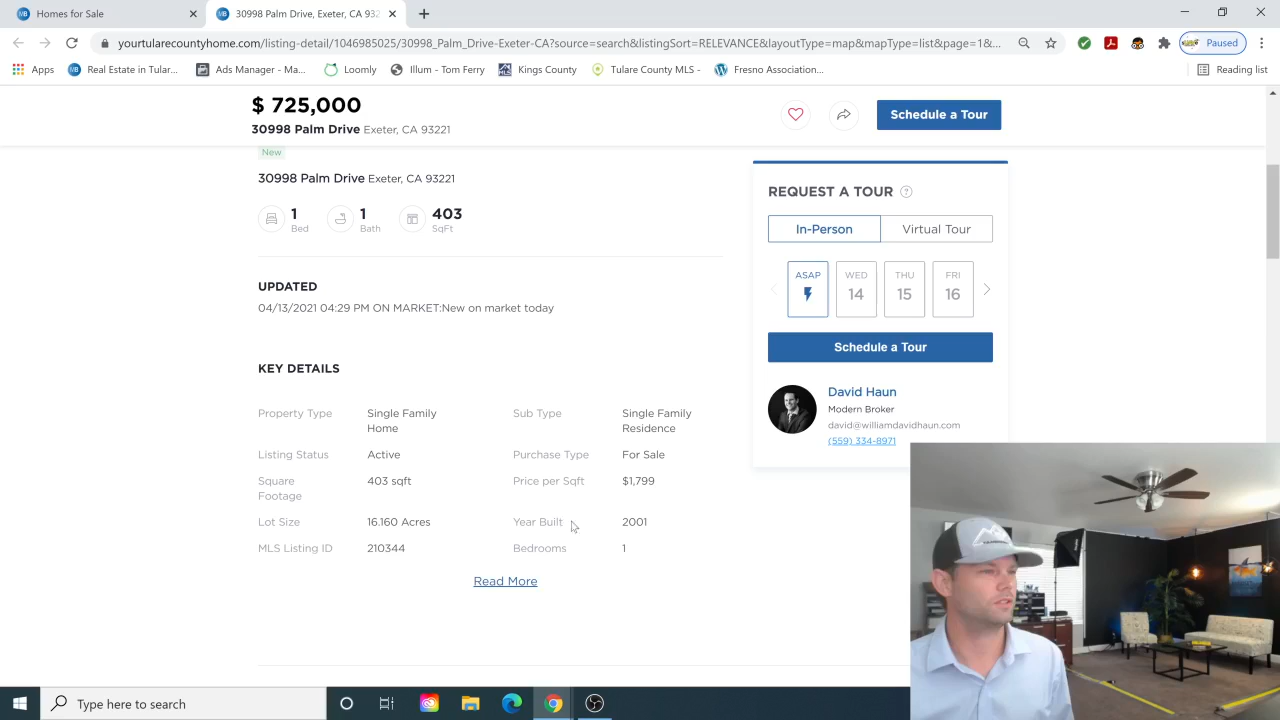 Homes for Sale
30998 Palm Drive, Exeter, CA 932
yourtularecountyhome.com/listing-detail/1046985025/30998_Palm_Drive-Exeter-CA?source=search&listingSort=RELEVANCE&layoutType=map&mapType=list&page=1&...
Paused
Apps
Real Estate in Tular...
Ads Manager - Ma...
Loomly
Illum - Tom Ferry
Kings County
Tulare County MLS -
Fresno Association...
Reading list
$ 725,000
30998 Palm Drive Exeter, CA 93221
Schedule a Tour
New
30998 Palm Drive Exeter, CA 93221
1
Bed
1
Bath
403
SqFt
UPDATED
04/13/2021 04:29 PM ON MARKET:New on market today
KEY DETAILS
Property Type
Single Family
Home
Sub Type
Single Family
Residence
Listing Status
Active
Purchase Type
For Sale
Square
Footage
403 sqft
Price per Sqft
$1,799
Lot Size
16.160 Acres
Year Built
2001
MLS Listing ID
210344
Bedrooms
1
Read More
REQUEST A TOUR ?
In-Person
Virtual Tour
ASAP
WED
14
THU
15
FRI
16
Schedule a Tour
David Haun
Modern Broker
david@williamdavidhaun.com
(559) 334-8971
Type here to search